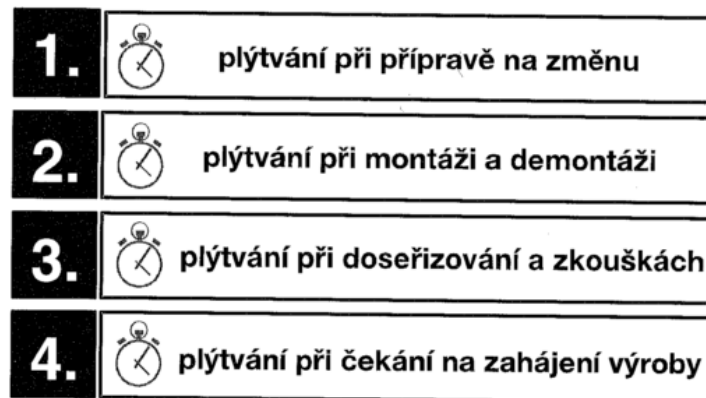 1. plýtvání při přípravě na změnu
2. plýtvání při montáži a demontáži
3. plýtvání při doseřizování a zkouškách
4. plýtvání při čekání na zahájení výroby